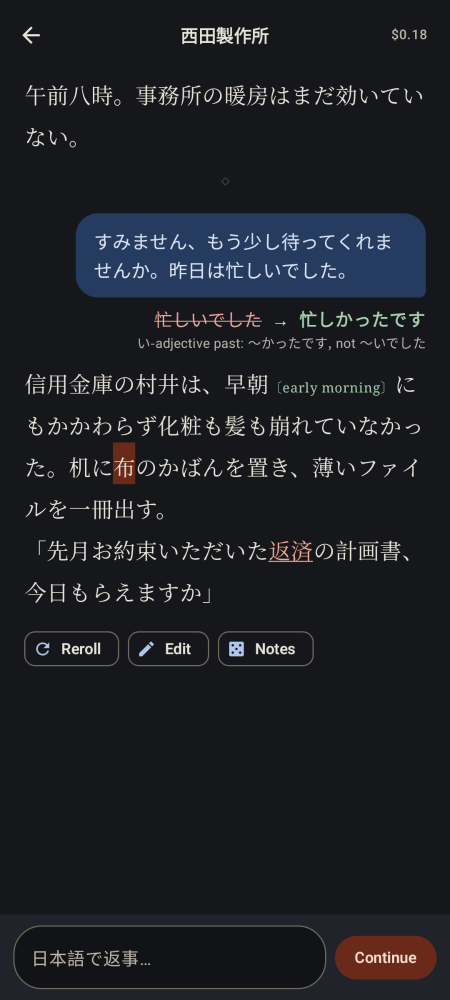 西田製作所
$0.18
午前八時。事務所の暖房はまだ効いてい
ない。
すみません、もう少し待ってくれま
せんか。昨日は忙しいでした。
忙しいでした → 忙しかったです
い-adjective past: 〜かったです, not 〜いでした
信用金庫の村井は、早朝〔early morning〕に
もかかわらず化粧も髪も崩れていなかっ
た。机に布のかばんを置き、薄いファイ
ルを一冊出す。
「先月お約束いただいた返済の計画書、
今日もらえますか」
Reroll
Edit
Notes
日本語で返事…
Continue